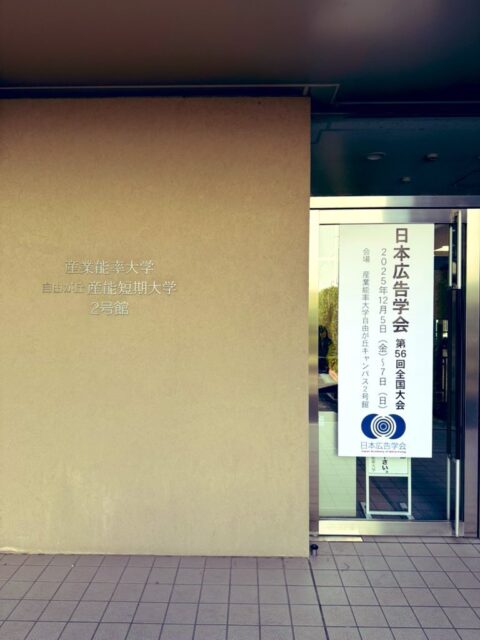 産業能率大学
自由が丘 産能短期大学
2号館
日本広告学会 第56回全国大会
2025年12月5日（金）～7日（日）
会場 産業能率大学自由が丘キャンパス2号館
日本広告学会
さい。